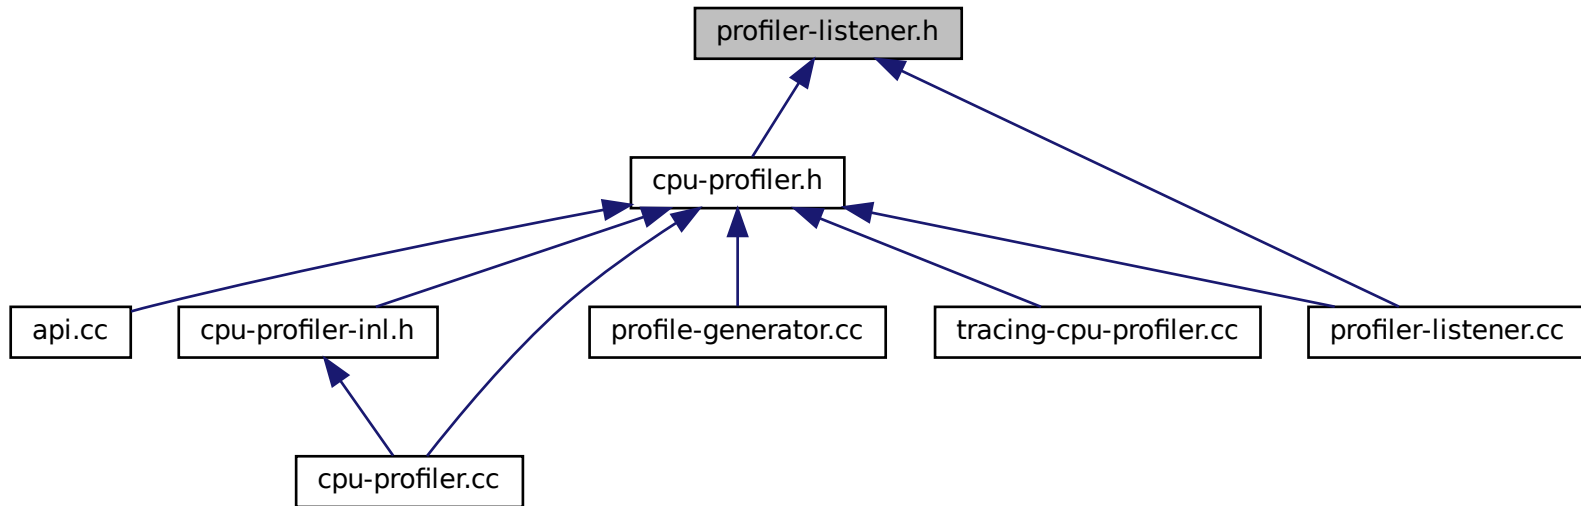 profiler-listener.h
cpu-profiler.h
api.cc
cpu-profiler-inl.h
profile-generator.cc
tracing-cpu-profiler.cc
profiler-listener.cc
cpu-profiler.cc